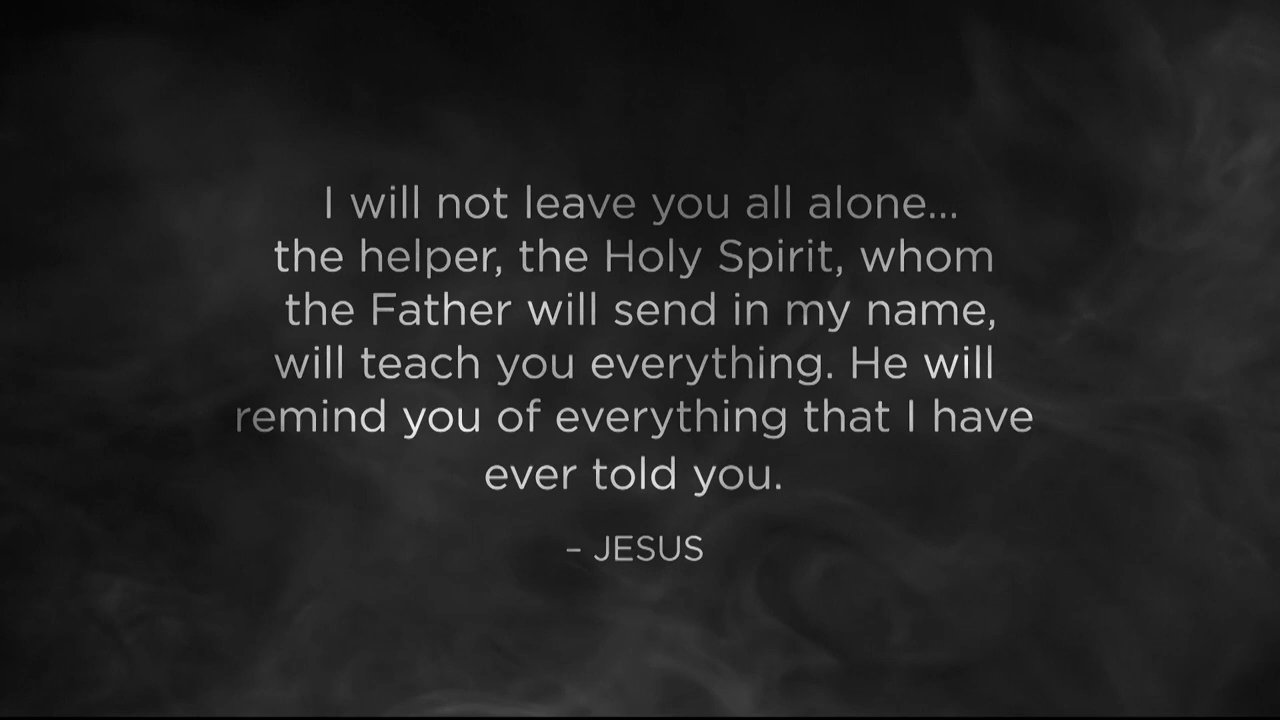 I will not leave you all alone...
the helper, the Holy Spirit, whom
the Father will send in my name,
will teach you everything. He will
remind you of everything that I have
ever told you.
– JESUS